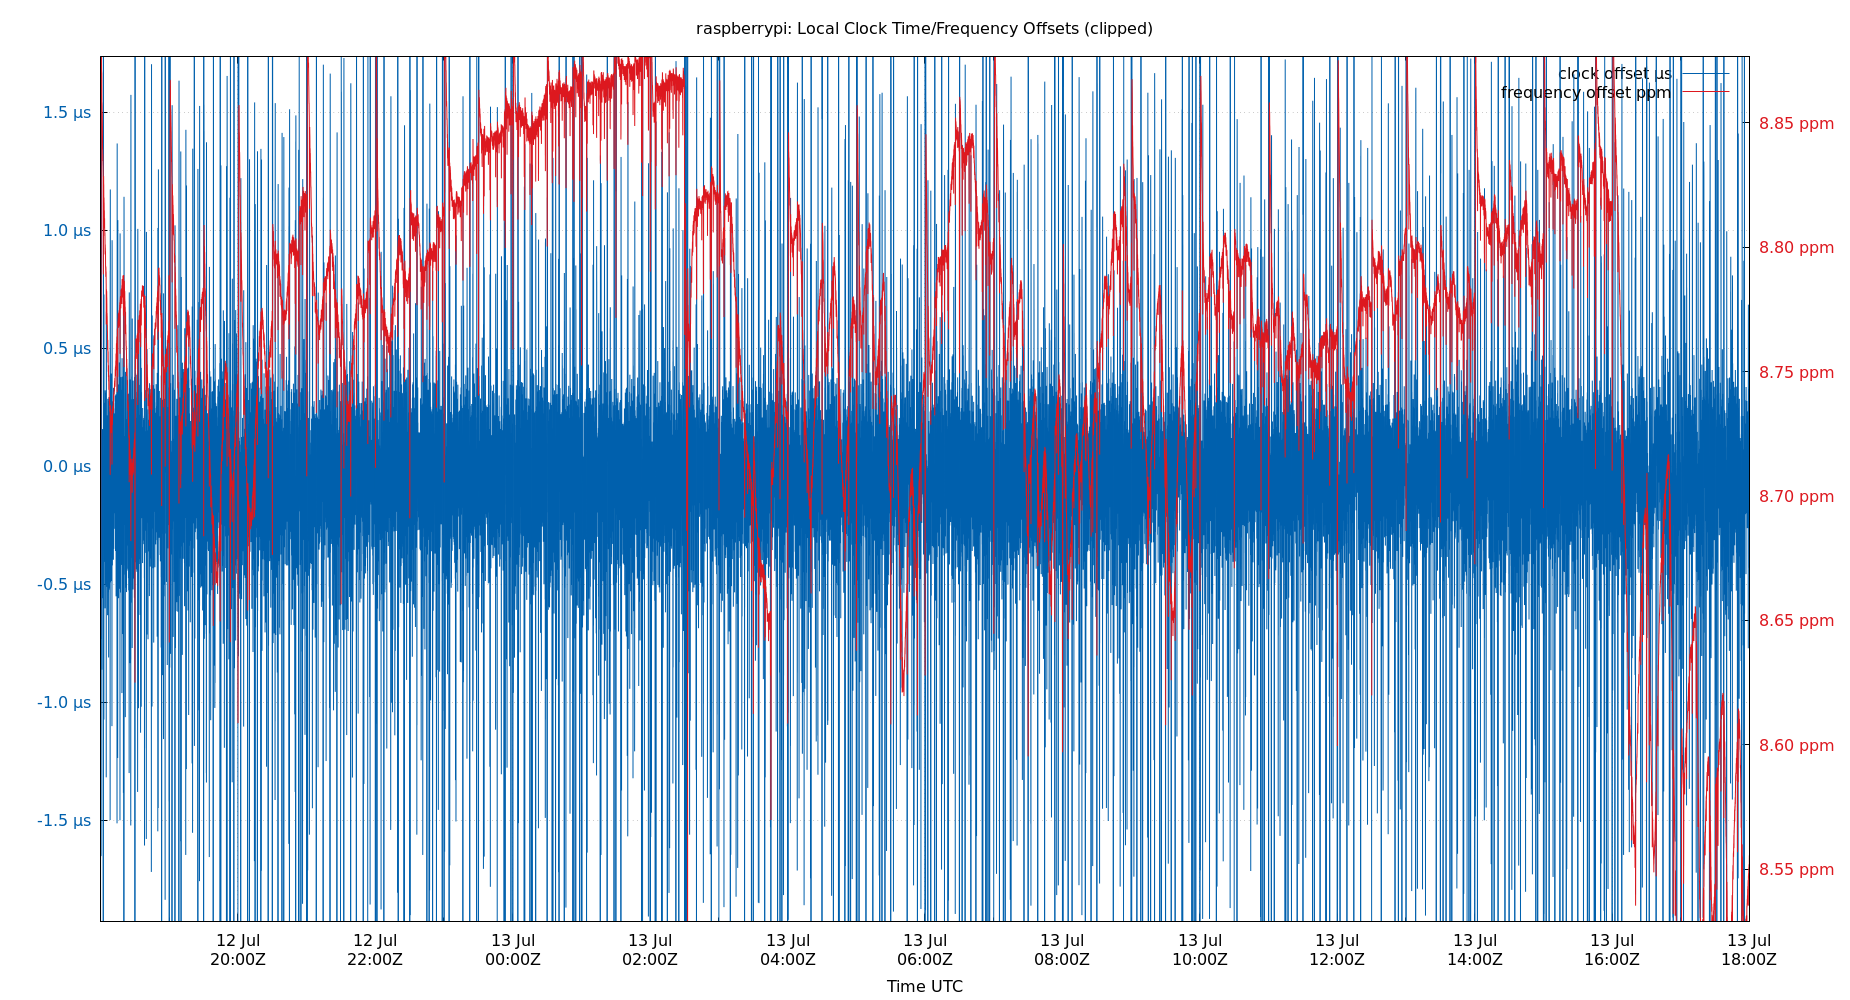 raspberrypi: Local Clock Time/Frequency Offsets (clipped)
clock offset µs
frequency offset ppm
1.5 µs
1.0 µs
0.5 µs
0.0 µs
-0.5 µs
-1.0 µs
-1.5 µs
8.85 ppm
8.80 ppm
8.75 ppm
8.70 ppm
8.65 ppm
8.60 ppm
8.55 ppm
12 Jul 12 Jul 13 Jul 13 Jul 13 Jul 13 Jul 13 Jul 13 Jul 13 Jul 13 Jul 13 Jul 13 Jul
20:00Z 22:00Z 00:00Z 02:00Z 04:00Z 06:00Z 08:00Z 10:00Z 12:00Z 14:00Z 16:00Z 18:00Z
Time UTC